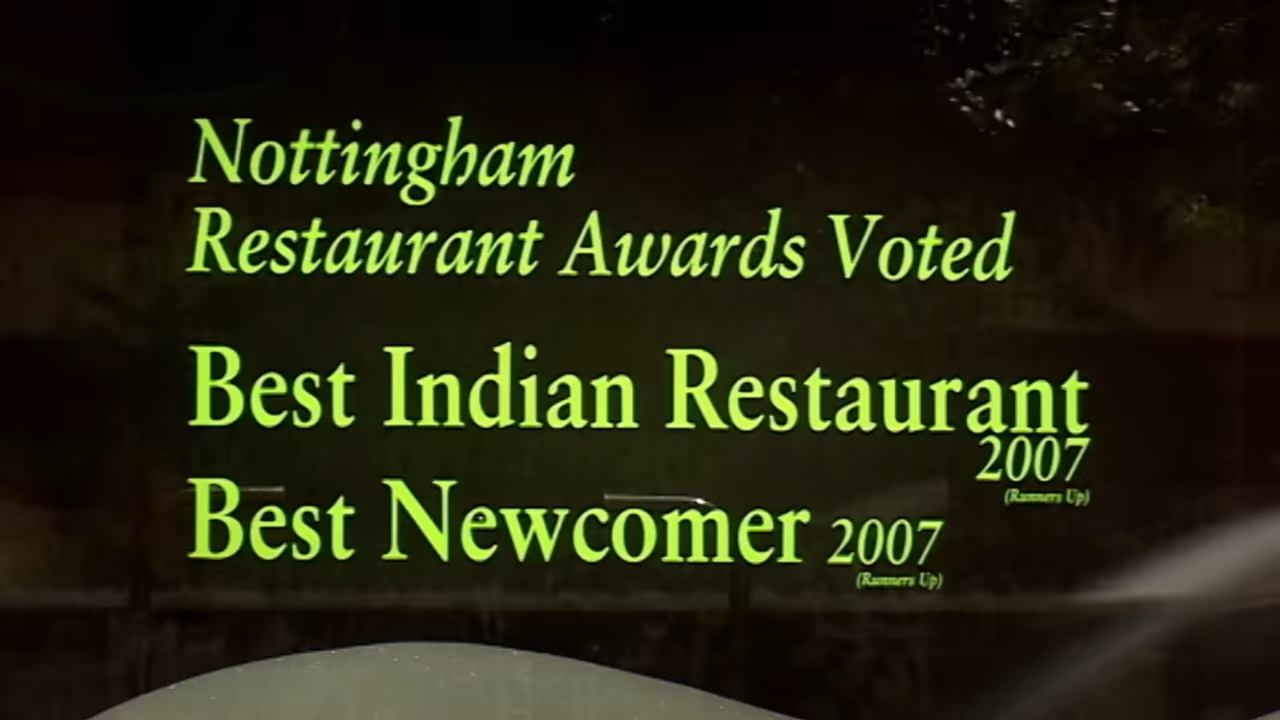 Nottingham
Restaurant Awards Voted
Best Indian Restaurant
2007
(Runners Up)
Best Newcomer 2007
(Runners Up)